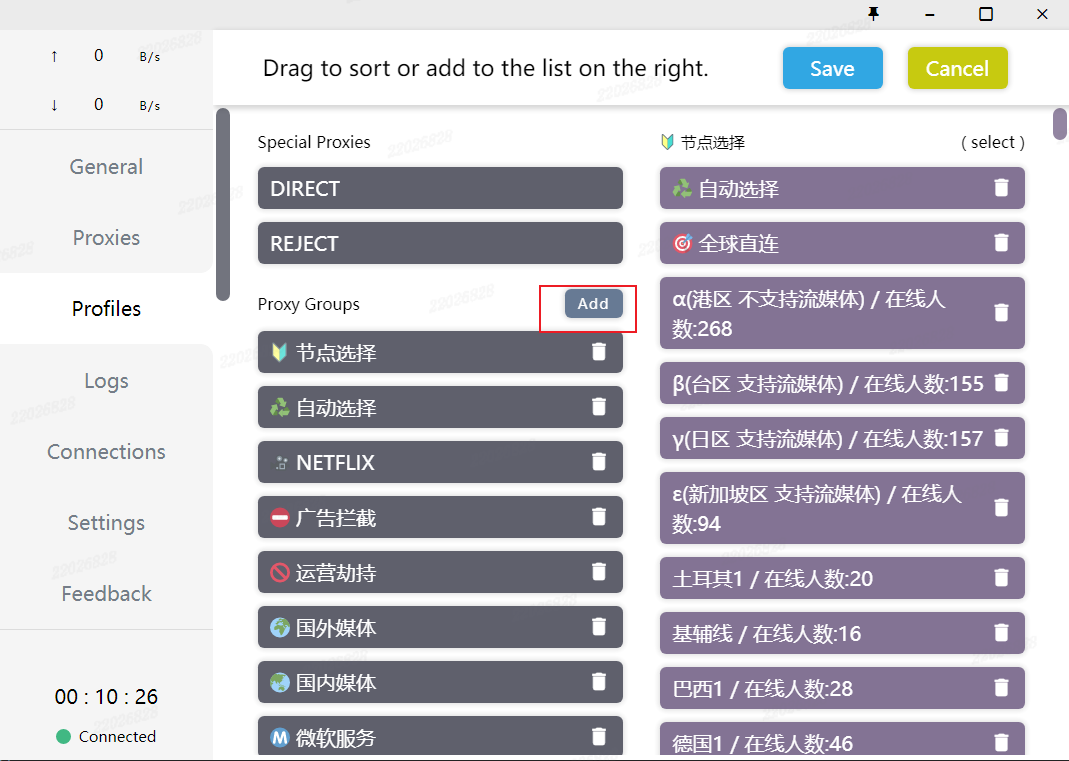 ↑ 0 B/s
↓ 0 B/s
General
Proxies
Profiles
Logs
Connections
Settings
Feedback
00 : 10 : 26
Connected
Drag to sort or add to the list on the right.
Save
Cancel
Special Proxies
DIRECT
REJECT
Proxy Groups
Add
节点选择
自动选择
NETFLIX
广告拦截
运营劫持
国外媒体
国内媒体
微软服务
节点选择
( select )
自动选择
全球直连
α(港区 不支持流媒体) / 在线人
数:268
β(台区 支持流媒体) / 在线人数:155
γ(日区 支持流媒体) / 在线人数:157
ε(新加坡区 支持流媒体) / 在线人
数:94
土耳其1 / 在线人数:20
基辅线 / 在线人数:16
巴西1 / 在线人数:28
德国1 / 在线人数:46
22026828